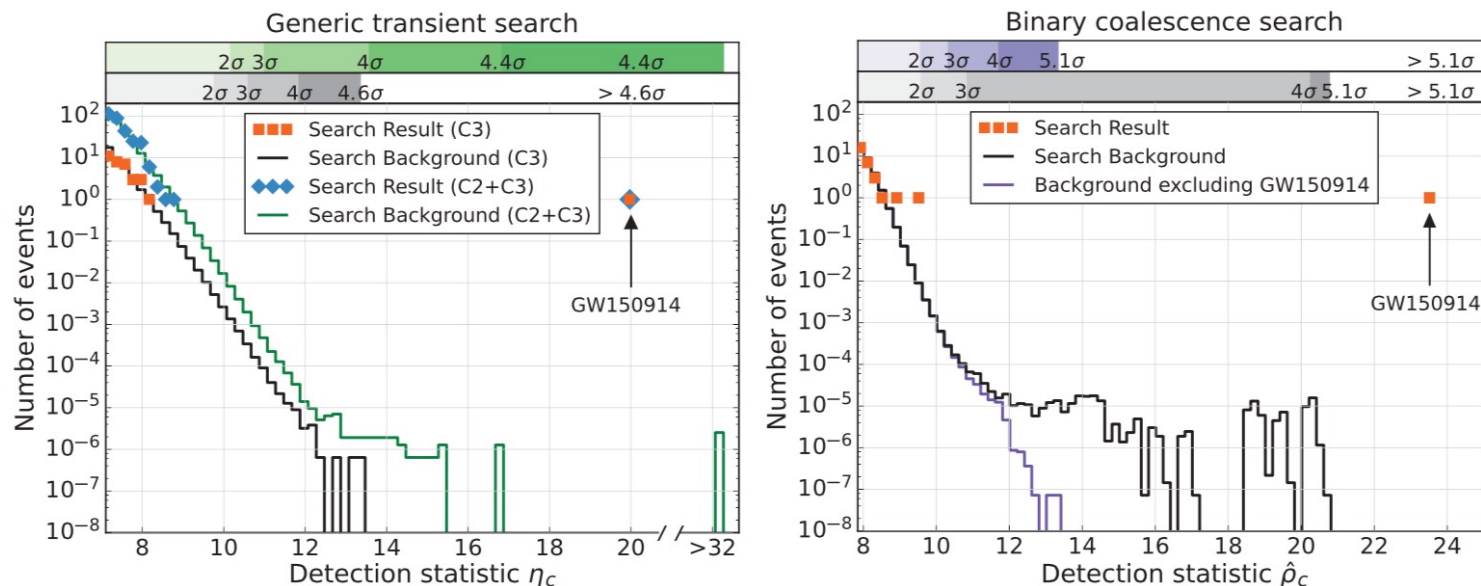 Generic transient search
2σ 3σ 4σ 4.4σ 4.4σ
2σ 3σ 4σ 4.6σ > 4.6σ
Search Result (C3)
Search Background (C3)
Search Result (C2+C3)
Search Background (C2+C3)
GW150914
Number of events
10² 10¹ 10⁰ 10⁻¹ 10⁻² 10⁻³ 10⁻⁴ 10⁻⁵ 10⁻⁶ 10⁻⁷ 10⁻⁸
8 10 12 14 16 18 20 >32
Detection statistic η_c
Binary coalescence search
2σ 3σ 4σ 5.1σ > 5.1σ
2σ 3σ 4σ 5.1σ > 5.1σ
Search Result
Search Background
Background excluding GW150914
GW150914
Number of events
10² 10¹ 10⁰ 10⁻¹ 10⁻² 10⁻³ 10⁻⁴ 10⁻⁵ 10⁻⁶ 10⁻⁷ 10⁻⁸
8 10 12 14 16 18 20 22 24
Detection statistic ρ̂_c